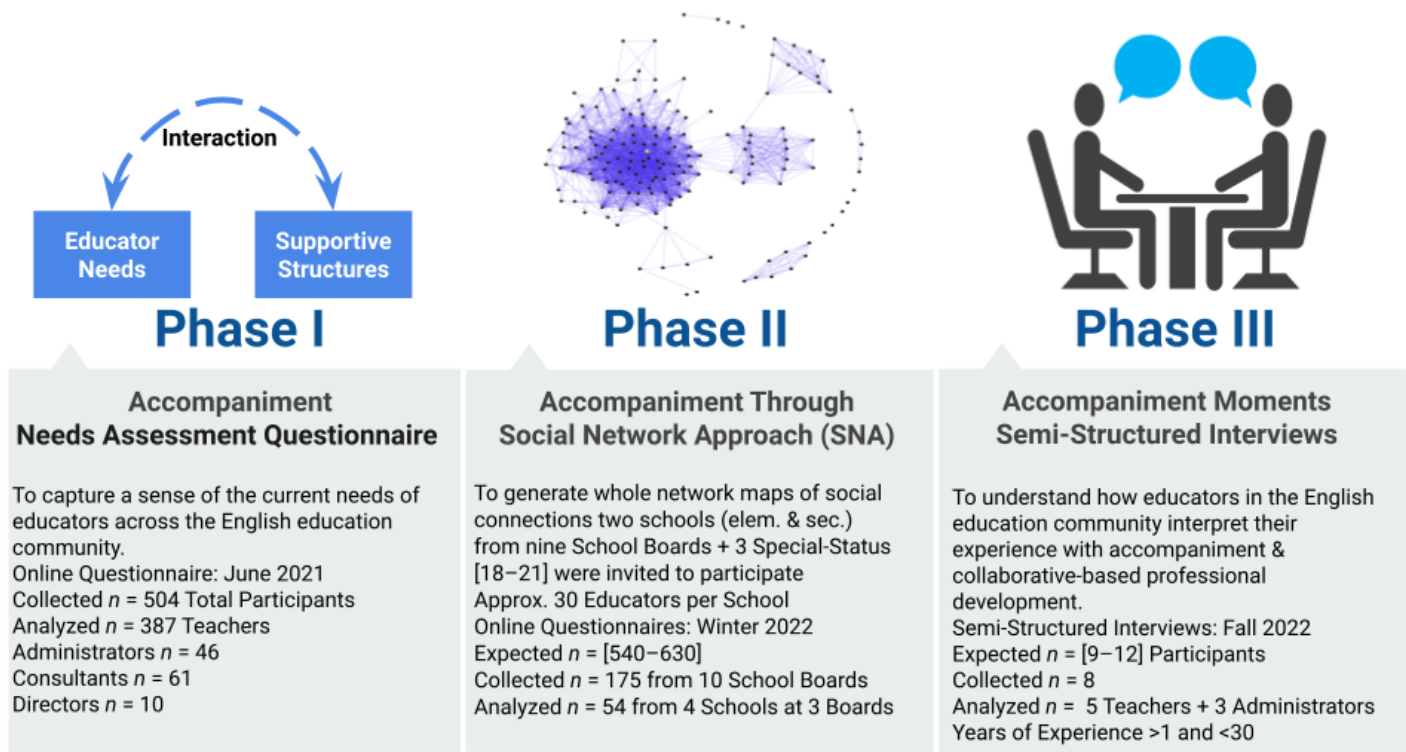 Interaction
Educator
Needs
Supportive
Structures
Phase I
Accompaniment
Needs Assessment Questionnaire
To capture a sense of the current needs of
educators across the English education
community.
Online Questionnaire: June 2021
Collected n = 504 Total Participants
Analyzed n = 387 Teachers
Administrators n = 46
Consultants n = 61
Directors n = 10
Phase II
Accompaniment Through
Social Network Approach (SNA)
To generate whole network maps of social
connections two schools (elem. & sec.)
from nine School Boards + 3 Special-Status
[18–21] were invited to participate
Approx. 30 Educators per School
Online Questionnaires: Winter 2022
Expected n = [540–630]
Collected n = 175 from 10 School Boards
Analyzed n = 54 from 4 Schools at 3 Boards
Phase III
Accompaniment Moments
Semi-Structured Interviews
To understand how educators in the English
education community interpret their
experience with accompaniment &
collaborative-based professional
development.
Semi-Structured Interviews: Fall 2022
Expected n = [9–12] Participants
Collected n = 8
Analyzed n = 5 Teachers + 3 Administrators
Years of Experience >1 and <30